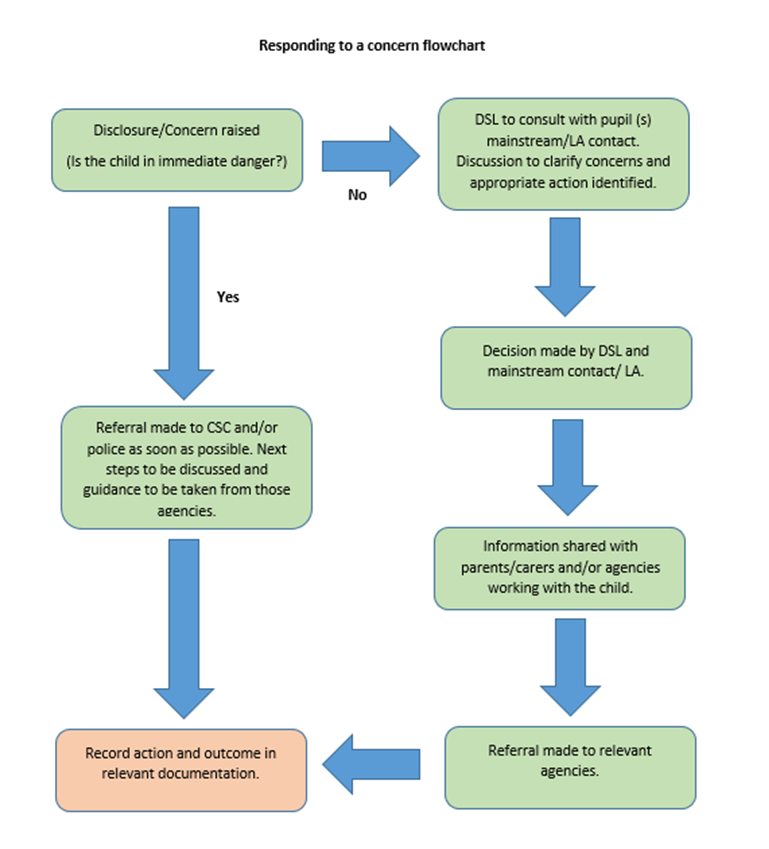 Responding to a concern flowchart
Disclosure/Concern raised
(Is the child in immediate danger?)
No
DSL to consult with pupil (s)
mainstream/LA contact.
Discussion to clarify concerns and
appropriate action identified.
Yes
Decision made by DSL and
mainstream contact/ LA.
Referral made to CSC and/or
police as soon as possible. Next
steps to be discussed and
guidance to be taken from those
agencies.
Information shared with
parents/carers and/or agencies
working with the child.
Referral made to relevant
agencies.
Record action and outcome in
relevant documentation.